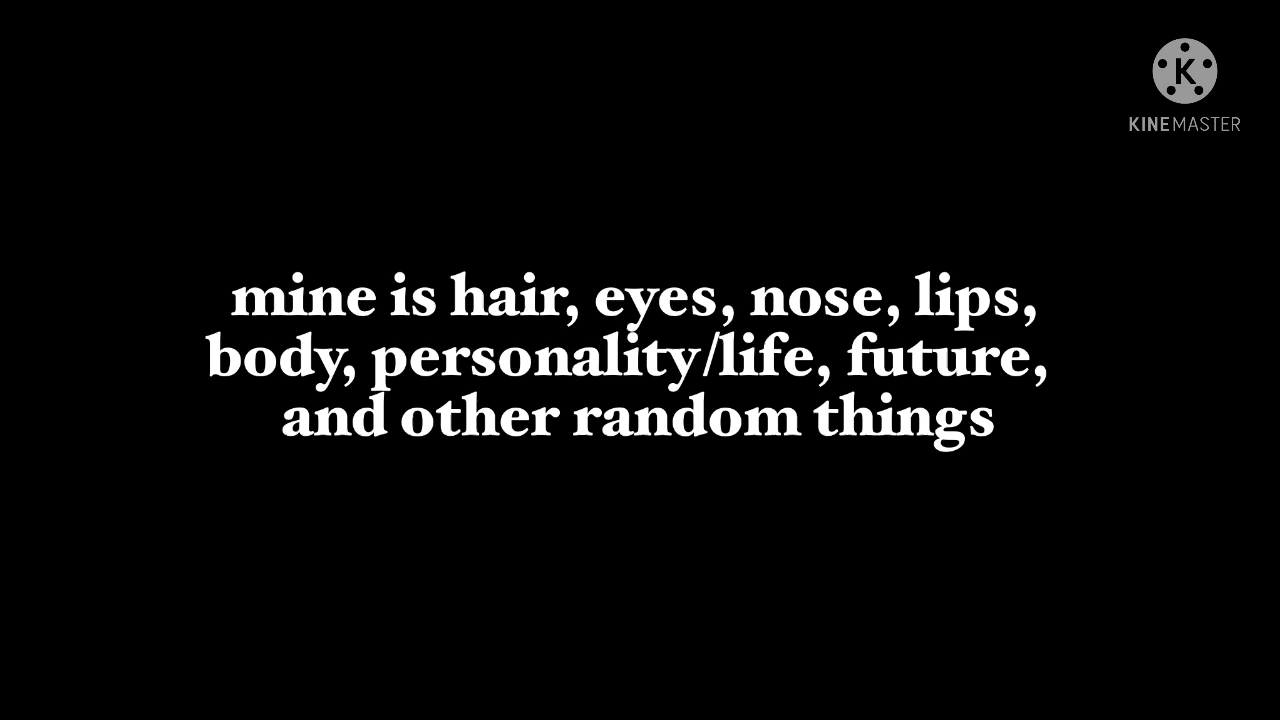 KINEMASTER
mine is hair, eyes, nose, lips,
body, personality/life, future,
and other random things